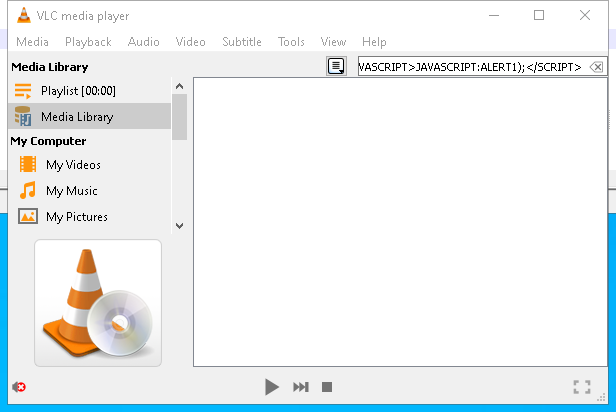 VLC media player
Media Playback Audio Video Subtitle Tools View Help
Media Library
VASCRIPT>JAVASCRIPT:ALERT1);</SCRIPT>
Playlist [00:00]
Media Library
My Computer
My Videos
My Music
My Pictures